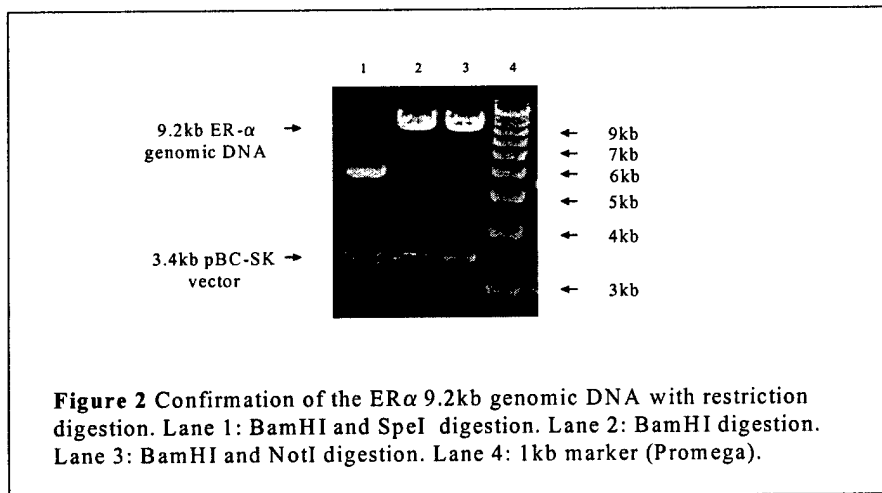 1 2 3 4
9.2kb ER-α → ← 9kb
genomic DNA ← 7kb
← 6kb
← 5kb
← 4kb
3.4kb pBC-SK →
vector
← 3kb
Figure 2 Confirmation of the ERα 9.2kb genomic DNA with restriction
digestion. Lane 1: BamHI and SpeI digestion. Lane 2: BamHI digestion.
Lane 3: BamHI and NotI digestion. Lane 4: 1kb marker (Promega).